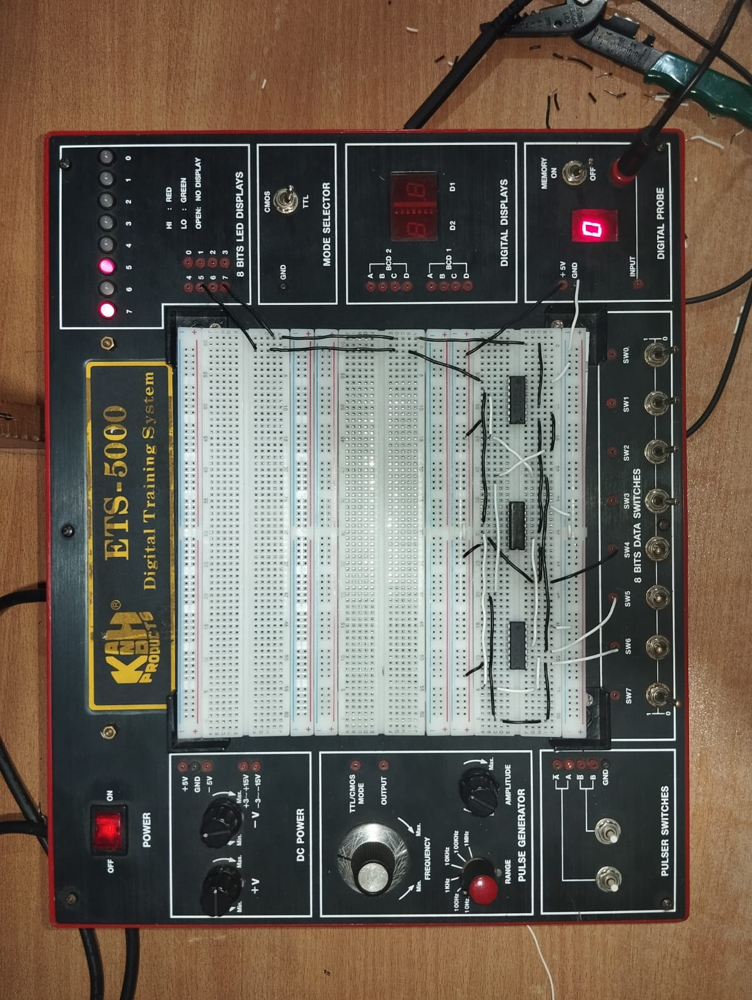 KANDH®
PRODUCTS
ETS-5000
Digital Training System
7 6 5 4 3 2 1 0
HI : RED
LO : GREEN
OPEN: NO DISPLAY
4 0
5 1
6 2
7 3
8 BITS LED DISPLAYS
CMOS
TTL
GND
MODE SELECTOR
D2 D1
A
B
C
D
BCD 2
A
B
C
D
BCD 1
DIGITAL DISPLAYS
MEMORY
ON
OFF
0
+5V
GND
INPUT
DIGITAL PROBE
POWER
OFF ON
+5V
GND
-5V
+3~+15V
-3~-15V
+V
-V
Min. Max.
Min. Max.
DC POWER
TTL/CMOS
MODE
OUTPUT
FREQUENCY
Min. Max.
10Hz
100Hz
1KHz
10KHz
100KHz
1MHz
RANGE
AMPLITUDE
Max.
PULSE GENERATOR
A
A
B
B
GND
PULSER SWITCHES
SW7 SW6 SW5 SW4 SW3 SW2 SW1 SW0
1
0
1
0
8 BITS DATA SWITCHES